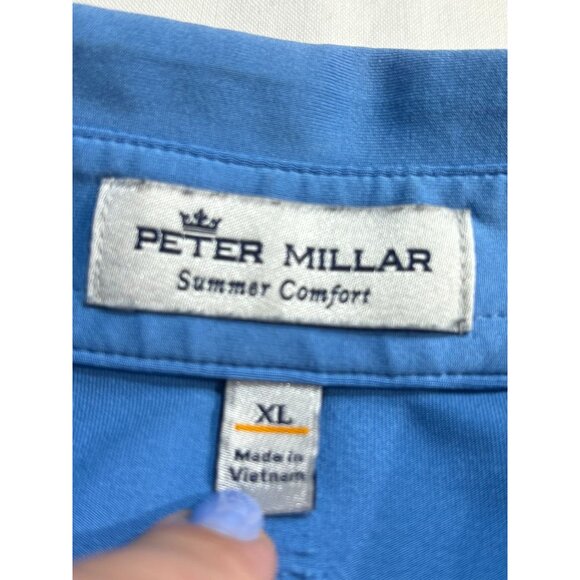 PETER MILLAR
Summer Comfort
XL
Made in
Vietnam